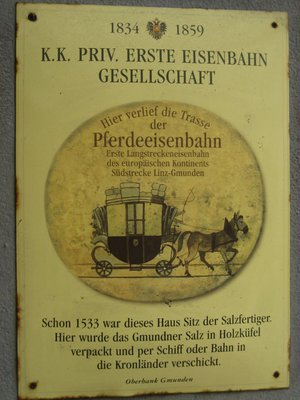 1834 1859
K.K. PRIV. ERSTE EISENBAHN
GESELLSCHAFT
Hier verlief die Trasse
der
Pferdeeisenbahn
Erste Langstreckeneisenbahn
des europäischen Kontinents
Südstrecke Linz-Gmunden
Schon 1533 war dieses Haus Sitz der Salzfertiger.
Hier wurde das Gmundner Salz in Holzküfel
verpackt und per Schiff oder Bahn in
die Kronländer verschickt.
Oberbank Gmunden